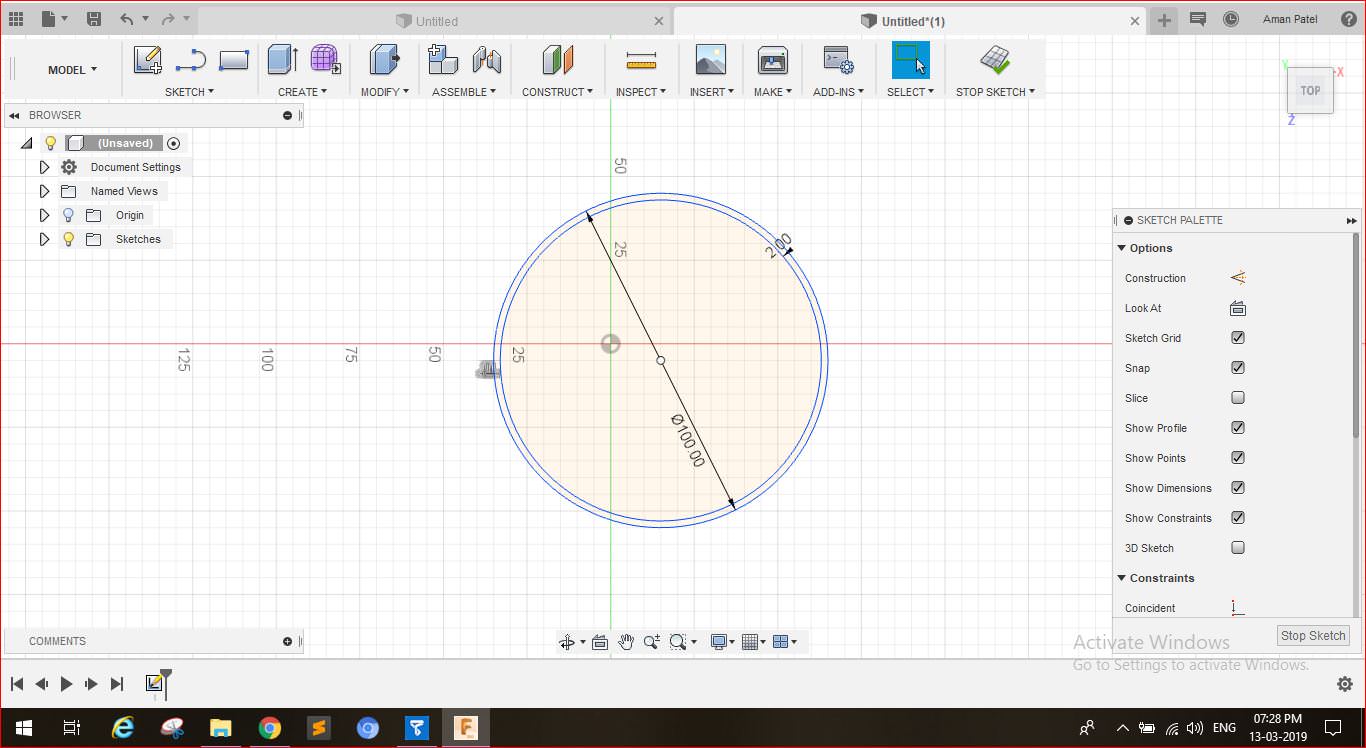 Untitled
Untitled*(1)
Aman Patel
MODEL
SKETCH
CREATE
MODIFY
ASSEMBLE
CONSTRUCT
INSPECT
INSERT
MAKE
ADD-INS
SELECT
STOP SKETCH
Y
X
TOP
Z
BROWSER
(Unsaved)
Document Settings
Named Views
Origin
Sketches
50
25
125
100
75
50
25
2.00
Ø100.00
SKETCH PALETTE
Options
Construction
Look At
Sketch Grid
Snap
Slice
Show Profile
Show Points
Show Dimensions
Show Constraints
3D Sketch
Constraints
Coincident
Stop Sketch
COMMENTS
Activate Windows
Go to Settings to activate Windows.
ENG
07:28 PM
13-03-2019